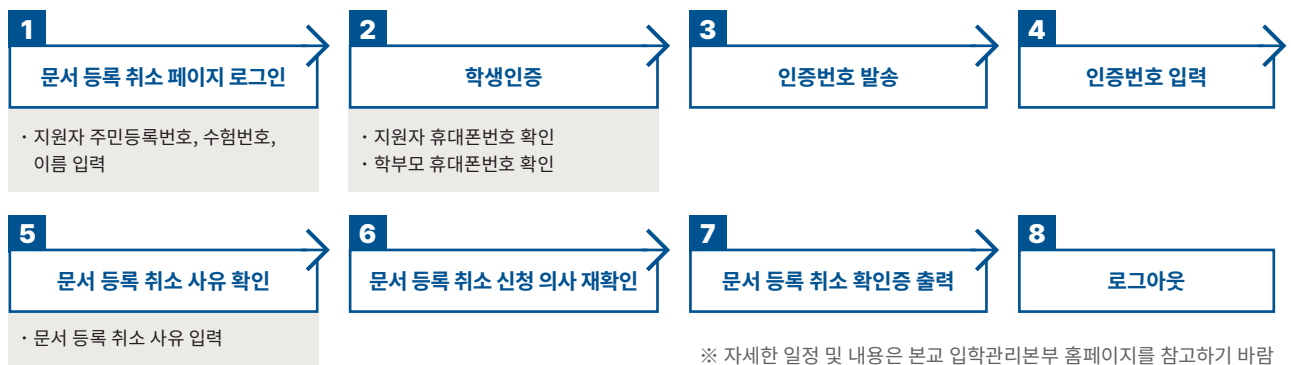 1
문서 등록 취소 페이지 로그인
· 지원자 주민등록번호, 수험번호,
이름 입력
2
학생인증
· 지원자 휴대폰번호 확인
· 학부모 휴대폰번호 확인
3
인증번호 발송
4
인증번호 입력
5
문서 등록 취소 사유 확인
· 문서 등록 취소 사유 입력
6
문서 등록 취소 신청 의사 재확인
7
문서 등록 취소 확인증 출력
8
로그아웃
※ 자세한 일정 및 내용은 본교 입학관리본부 홈페이지를 참고하기 바람